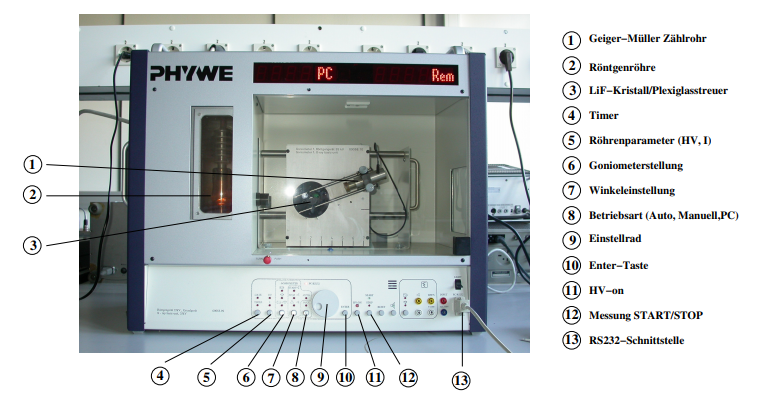 PHYWE
PC
Rem
1 Geiger−Müller Zählrohr
2 Röntgenröhre
3 LiF−Kristall/Plexiglasstreuer
4 Timer
5 Röhrenparameter (HV, I)
6 Goniometerstellung
7 Winkeleinstellung
8 Betriebsart (Auto, Manuell,PC)
9 Einstellrad
10 Enter−Taste
11 HV−on
12 Messung START/STOP
13 RS232−Schnittstelle
1
2
3
4
5
6
7
8
9
10
11
12
13